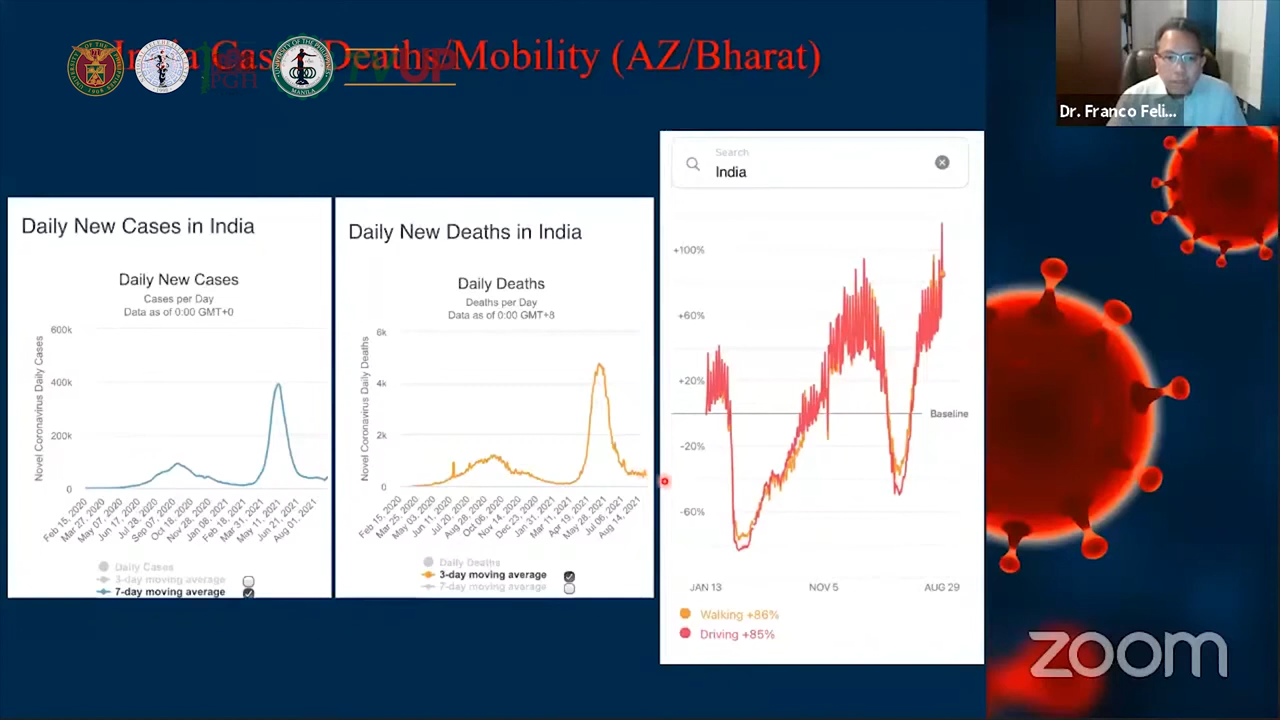 India Cases/Deaths/Mobility (AZ/Bharat)
TVUP
Dr. Franco Feli...
Daily New Cases in India
Daily New Cases
Cases per Day
Data as of 0:00 GMT+0
Novel Coronavirus Daily Cases
600k
400k
200k
0
Feb 15, 2020
Mar 27, 2020
May 07, 2020
Jun 17, 2020
Jul 28, 2020
Sep 07, 2020
Oct 18, 2020
Nov 28, 2020
Jan 08, 2021
Feb 18, 2021
Mar 31, 2021
May 11, 2021
Jun 21, 2021
Aug 01, 2021
Daily Cases
3-day moving average
7-day moving average
Daily New Deaths in India
Daily Deaths
Deaths per Day
Data as of 0:00 GMT+8
Novel Coronavirus Daily Deaths
6k
4k
2k
0
Feb 15, 2020
Mar 25, 2020
May 03, 2020
Jun 11, 2020
Jul 20, 2020
Aug 28, 2020
Oct 06, 2020
Nov 14, 2020
Dec 23, 2020
Jan 31, 2021
Mar 11, 2021
Apr 19, 2021
May 28, 2021
Jul 06, 2021
Aug 14, 2021
Daily Deaths
3-day moving average
7-day moving average
Search
India
+100%
+60%
+20%
Baseline
-20%
-60%
JAN 13
NOV 5
AUG 29
Walking +86%
Driving +85%
zoom